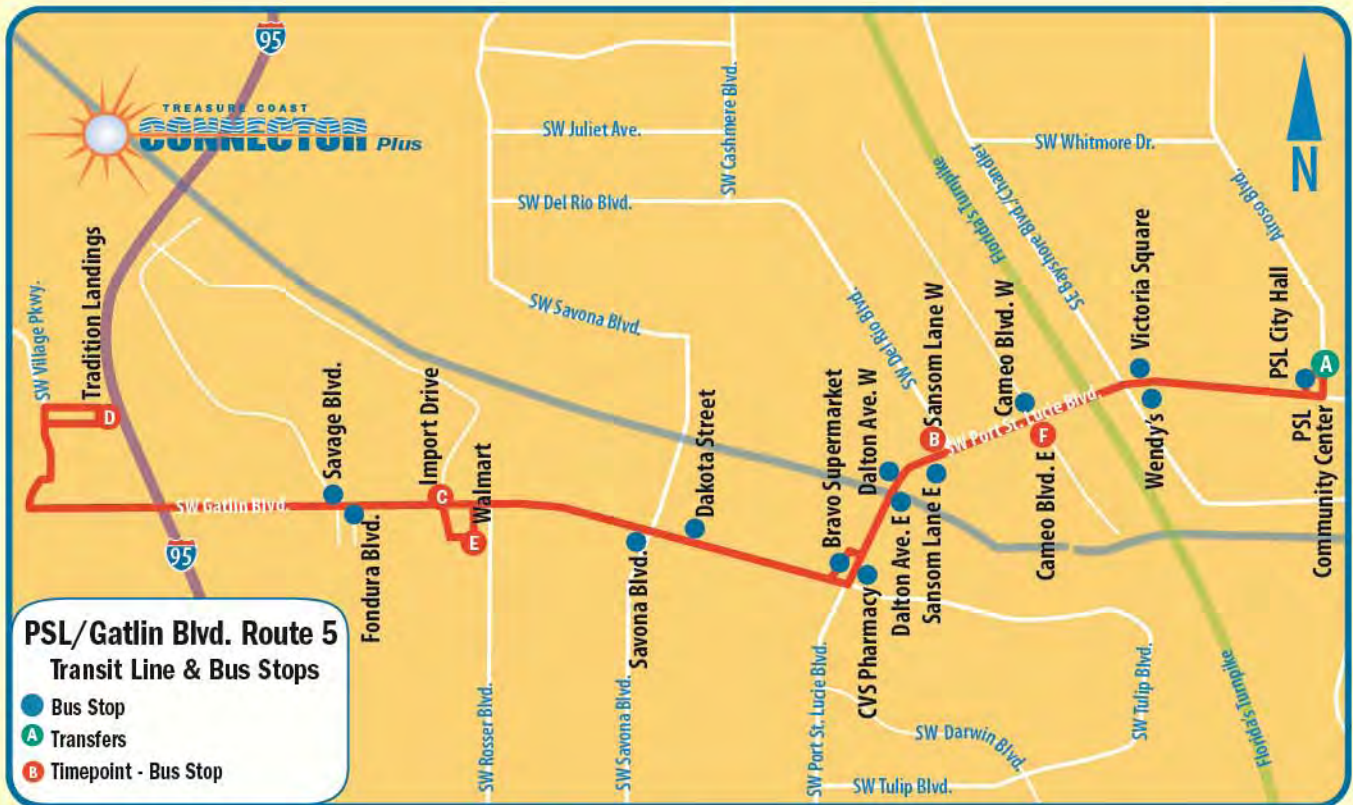 95
TREASURE COAST
CONNECTOR Plus
SW Juliet Ave.
SW Cashmere Blvd.
SW Del Rio Blvd.
SW Savona Blvd.
SW Del Rio Blvd.
Florida's Turnpike
Florida's Turnpike
SE Bayshore Blvd./Chandler
SW Whitmore Dr.
Airoso Blvd.
N
SW Village Pkwy.
Tradition Landings
D
SW Gatlin Blvd.
95
Savage Blvd.
Fondura Blvd.
Import Drive
C
Walmart
E
Savona Blvd.
Dakota Street
Bravo Supermarket
CVS Pharmacy
Dalton Ave. W
Dalton Ave. E
B
Sansom Lane W
Sansom Lane E
SW Port St. Lucie Blvd.
Cameo Blvd. W
F
Cameo Blvd. E
Victoria Square
Wendy's
PSL City Hall
A
PSL
Community Center
SW Rosser Blvd.
SW Savona Blvd.
SW Port St. Lucie Blvd.
SW Darwin Blvp.
SW Tulip Blvd.
SW Tulip Blvd.
Florida's Turnpike
PSL/Gatlin Blvd. Route 5
Transit Line & Bus Stops
Bus Stop
A Transfers
B Timepoint - Bus Stop